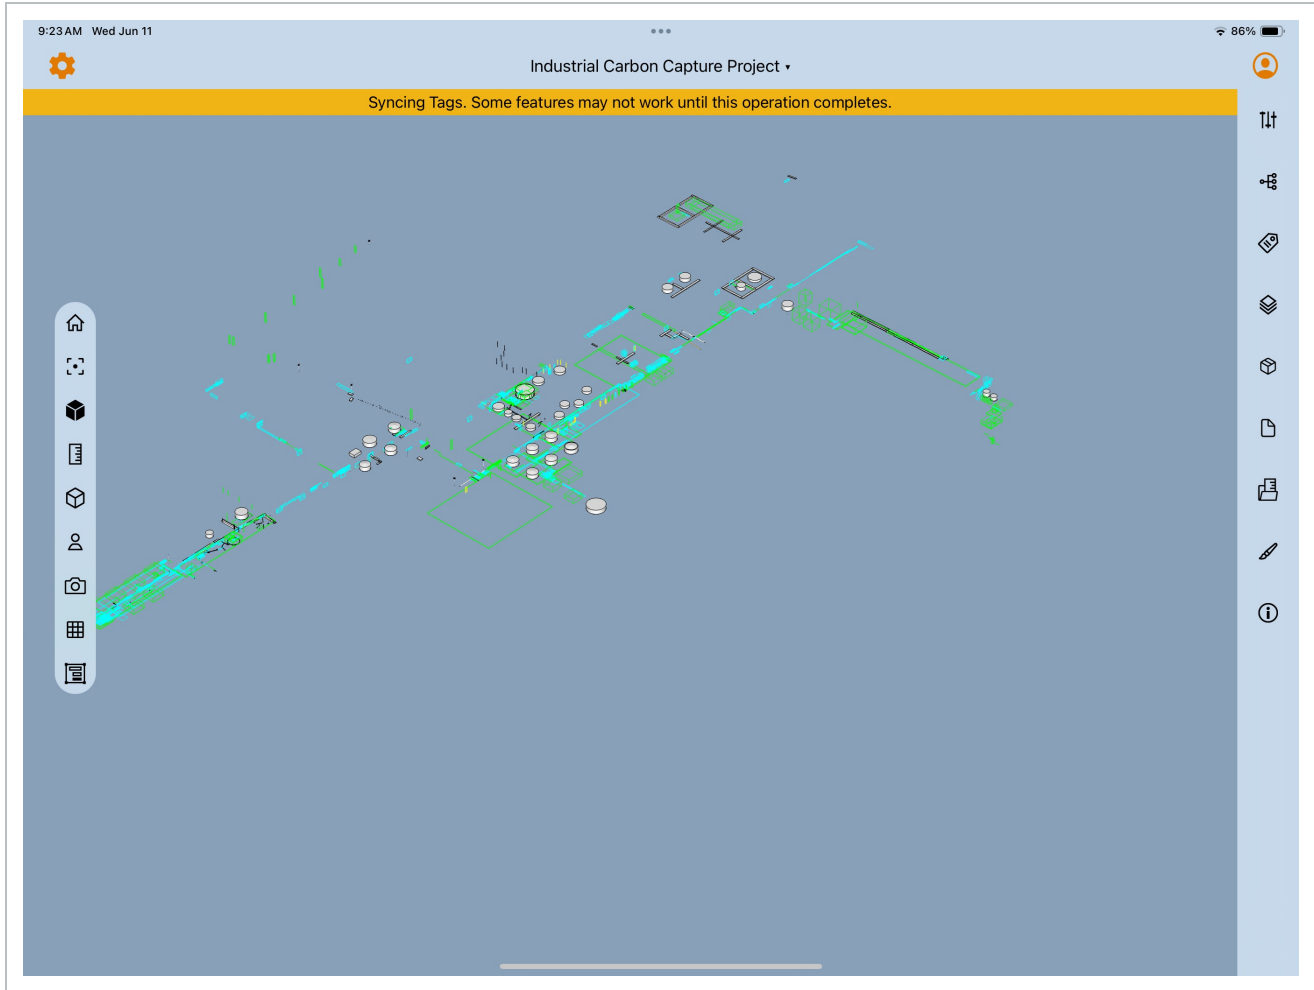 9:23 AM Wed Jun 11
86%
Industrial Carbon Capture Project
Syncing Tags. Some features may not work until this operation completes.